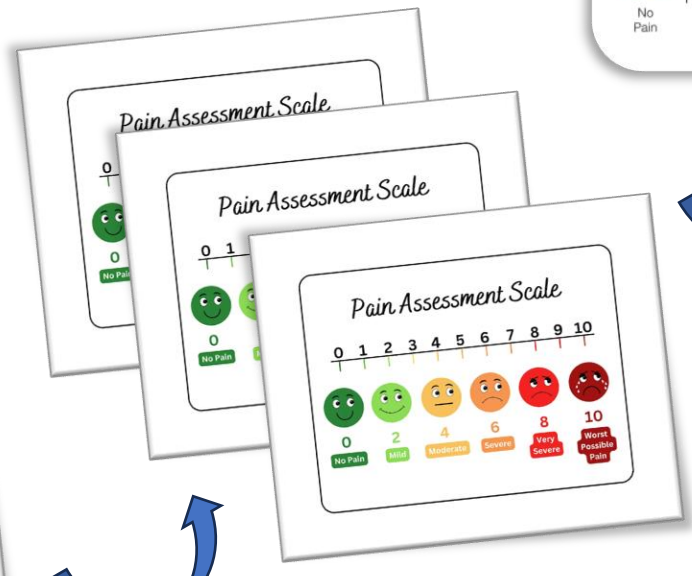 No
Pain
Pain Assessment Scale
0
0
No Pain
Pain Assessment Scale
0 1
0
No Pain
Pain Assessment Scale
0 1 2 3 4 5 6 7 8 9 10
0 2 4 6 8 10
No Pain Mild Moderate Severe Very Severe Worst Possible Pain